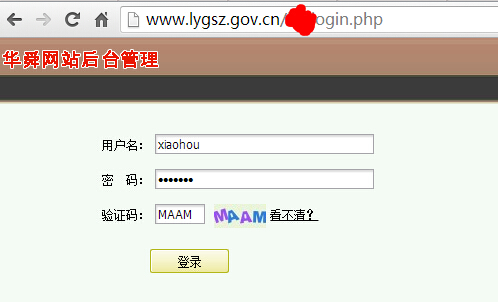 www.lygsz.gov.cn/ ogin.php
华舜网站后台管理
用户名: xiaohou
密 码: •••••••
验证码: MAAM MAAM 看不清?
登录